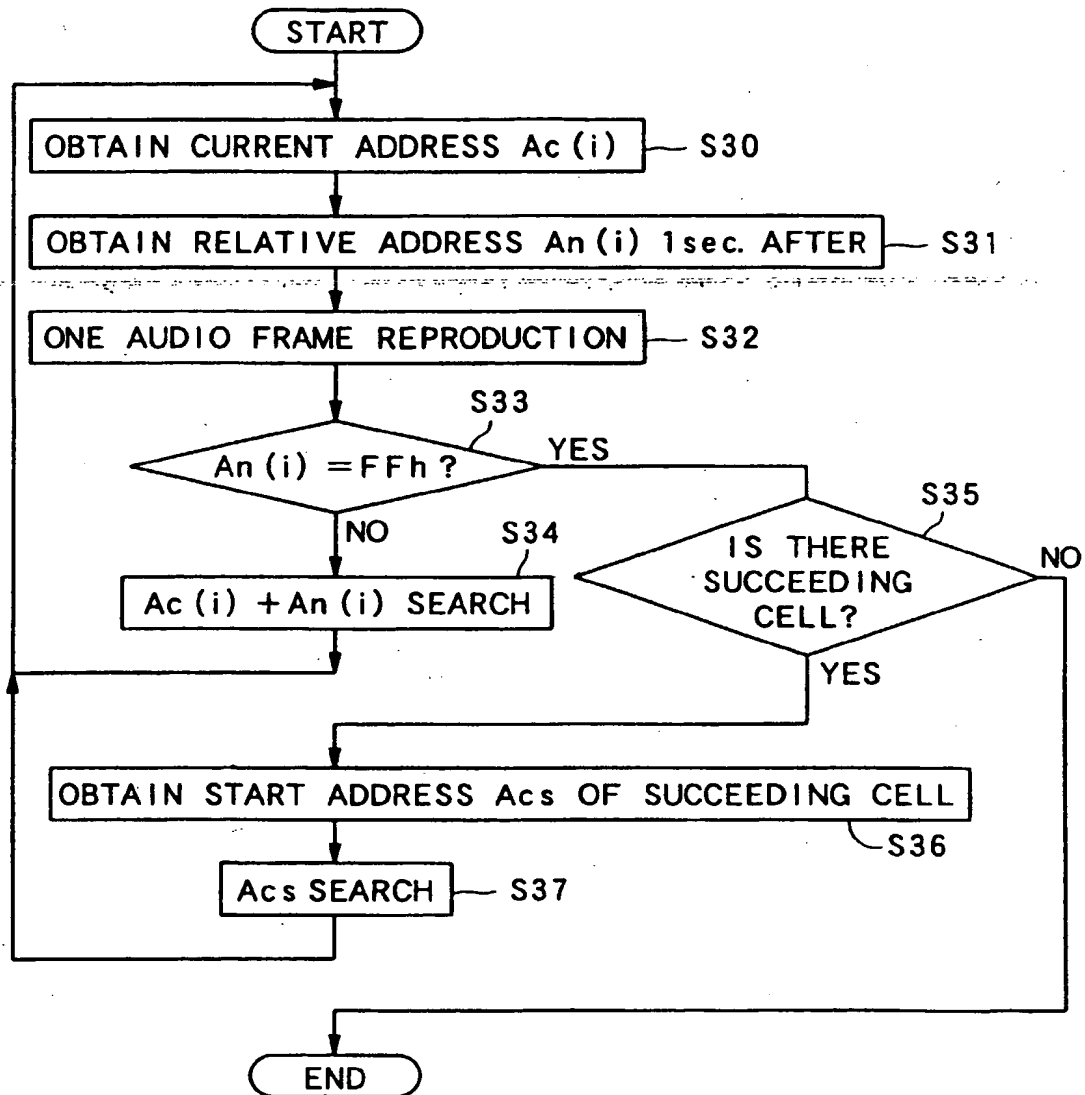 START
OBTAIN CURRENT ADDRESS Ac(i)
S30
OBTAIN RELATIVE ADDRESS An(i) 1sec. AFTER
S31
ONE AUDIO FRAME REPRODUCTION
S32
S33
An(i)=FFh?
YES
NO
S34
Ac(i)+An(i) SEARCH
S35
IS THERE
SUCCEEDING
CELL?
NO
YES
OBTAIN START ADDRESS Acs OF SUCCEEDING CELL
S36
Acs SEARCH
S37
END